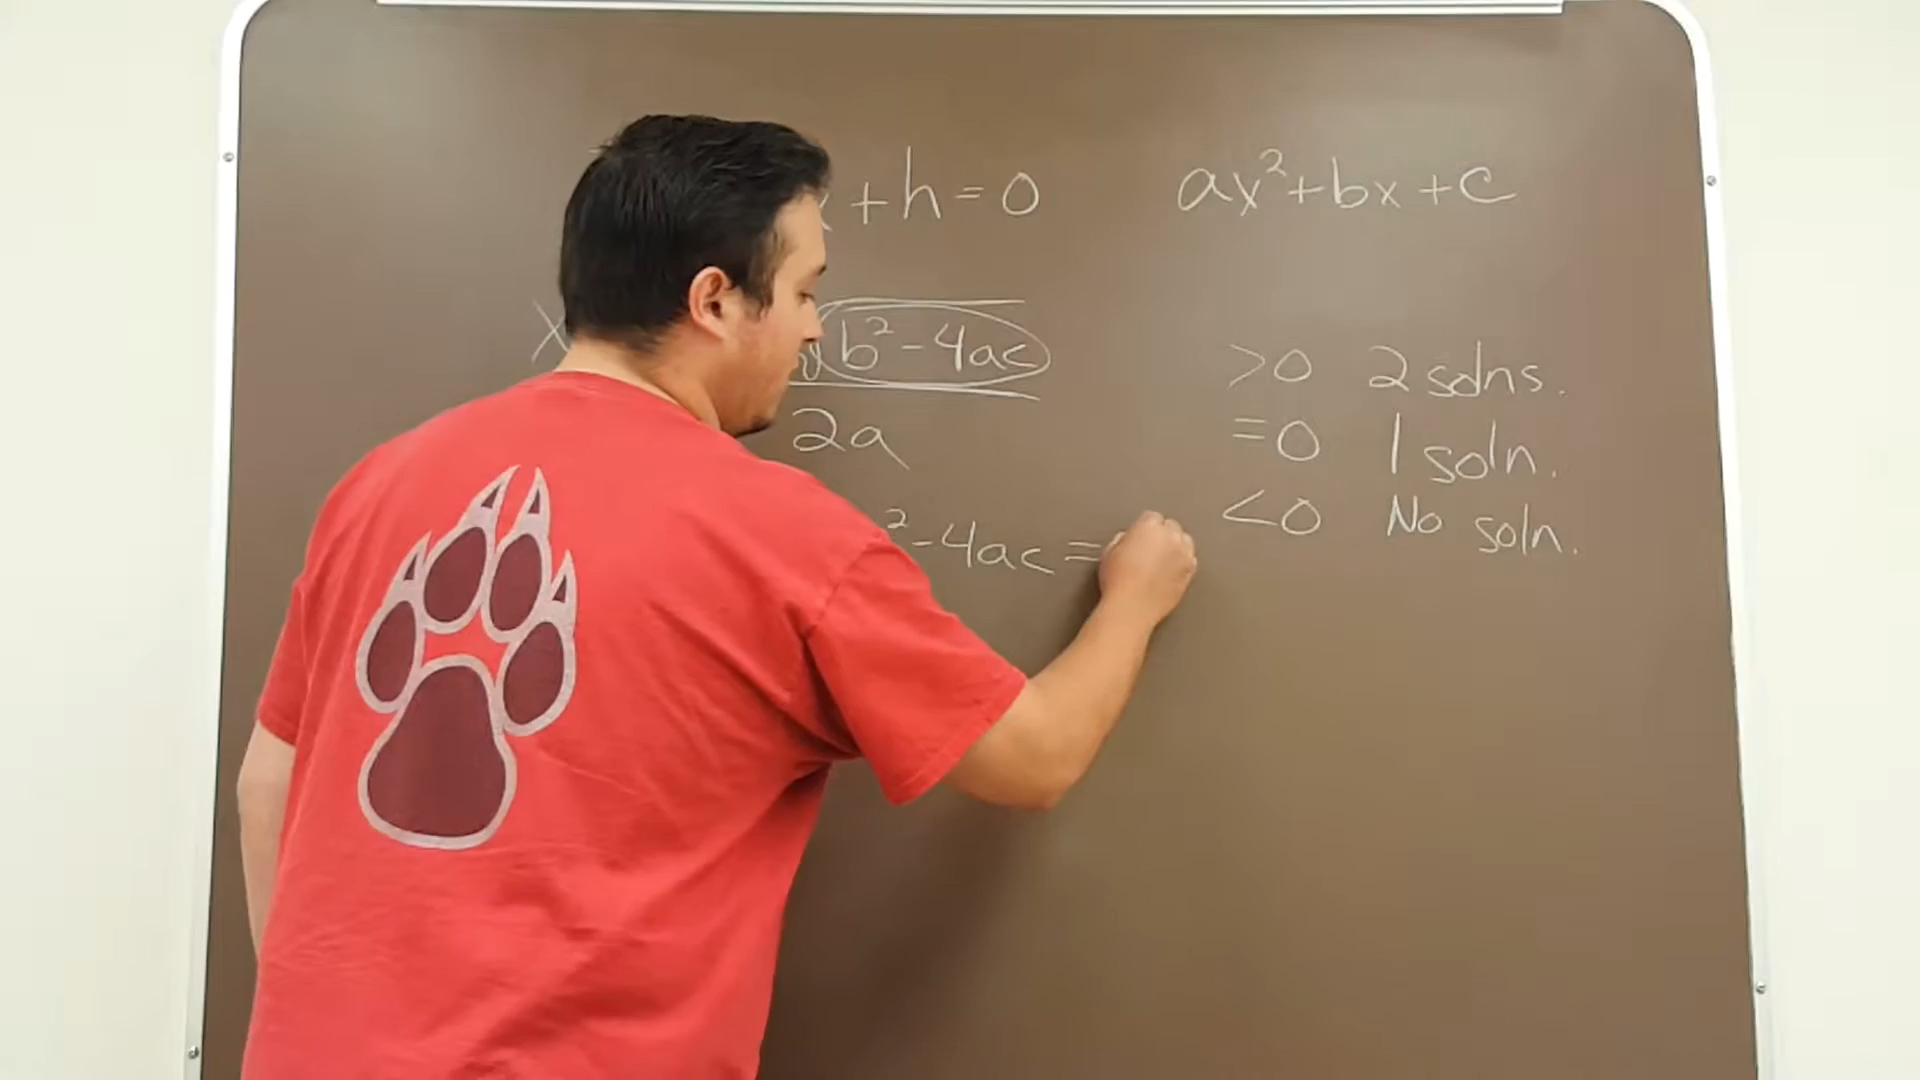 +h=0
ax²+bx+c
x
√b²-4ac
2a
²-4ac=
>0 2 solns.
=0 1 soln.
<0 No soln.